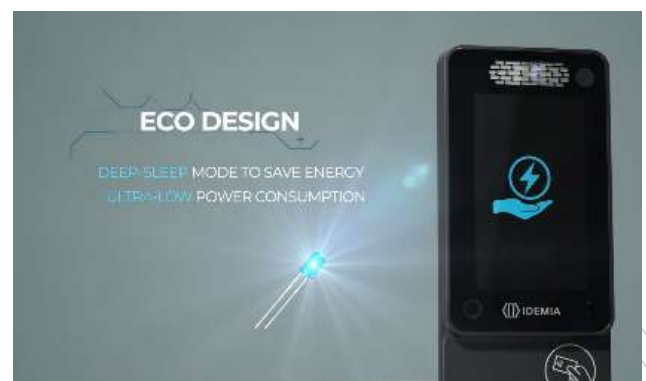 ECO DESIGN
DEEP-SLEEP MODE TO SAVE ENERGY
ULTRA-LOW POWER CONSUMPTION
IDEMIA